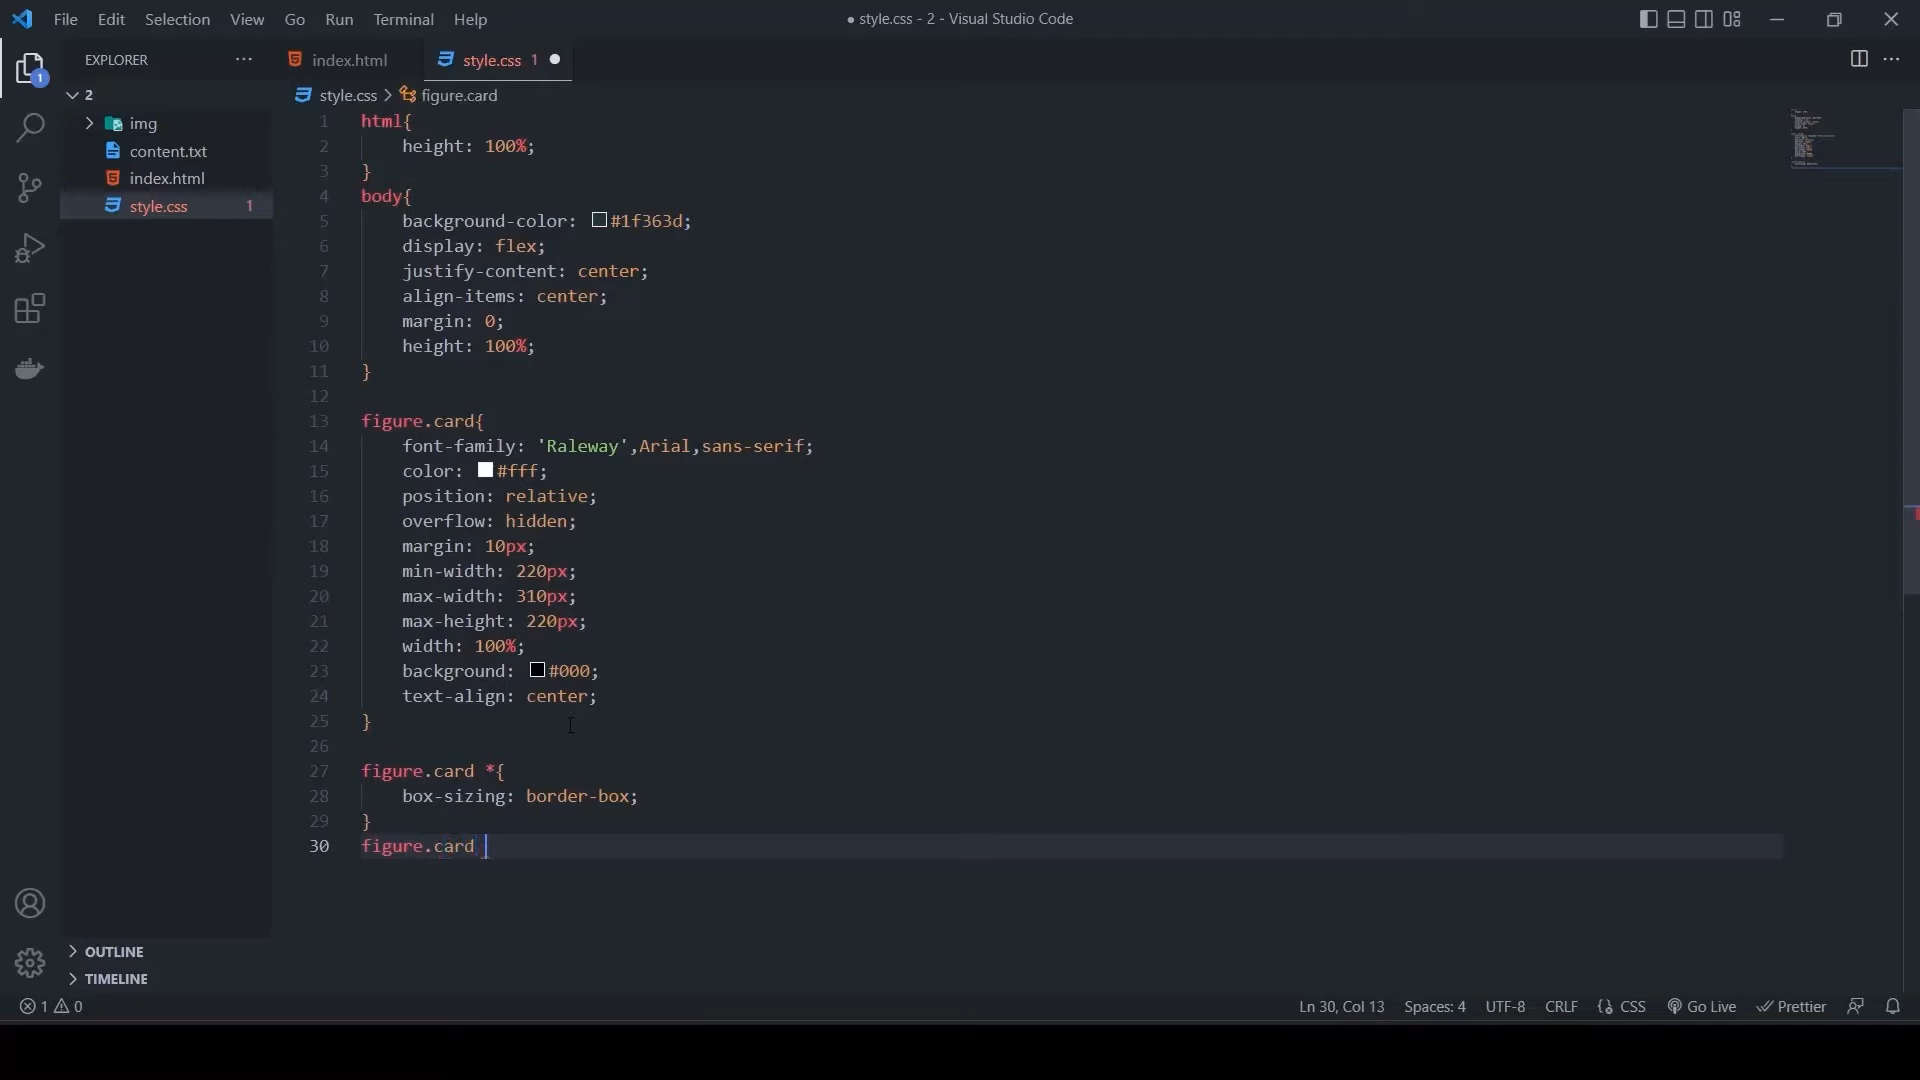 File Edit Selection View Go Run Terminal Help
● style.css - 2 - Visual Studio Code
EXPLORER ···
index.html
style.css 1 ●
1
2
style.css > figure.card
img
content.txt
index.html
style.css 1
1 html{
2 height: 100%;
3 }
4 body{
5 background-color: #1f363d;
6 display: flex;
7 justify-content: center;
8 align-items: center;
9 margin: 0;
10 height: 100%;
11 }
12
13 figure.card{
14 font-family: 'Raleway',Arial,sans-serif;
15 color: #fff;
16 position: relative;
17 overflow: hidden;
18 margin: 10px;
19 min-width: 220px;
20 max-width: 310px;
21 max-height: 220px;
22 width: 100%;
23 background: #000;
24 text-align: center;
25 }
26
27 figure.card *{
28 box-sizing: border-box;
29 }
30 figure.card
OUTLINE
TIMELINE
1 0
Ln 30, Col 13 Spaces: 4 UTF-8 CRLF {} CSS Go Live Prettier